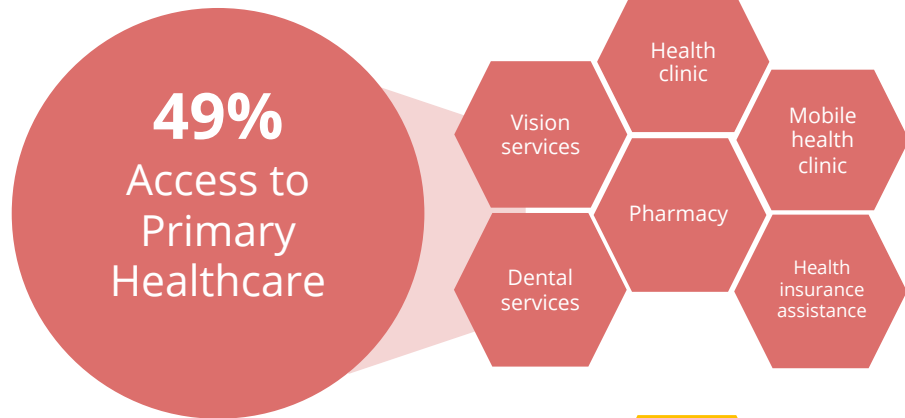 49%
Access to
Primary
Healthcare
Vision
services
Health
clinic
Mobile
health
clinic
Pharmacy
Dental
services
Health
insurance
assistance